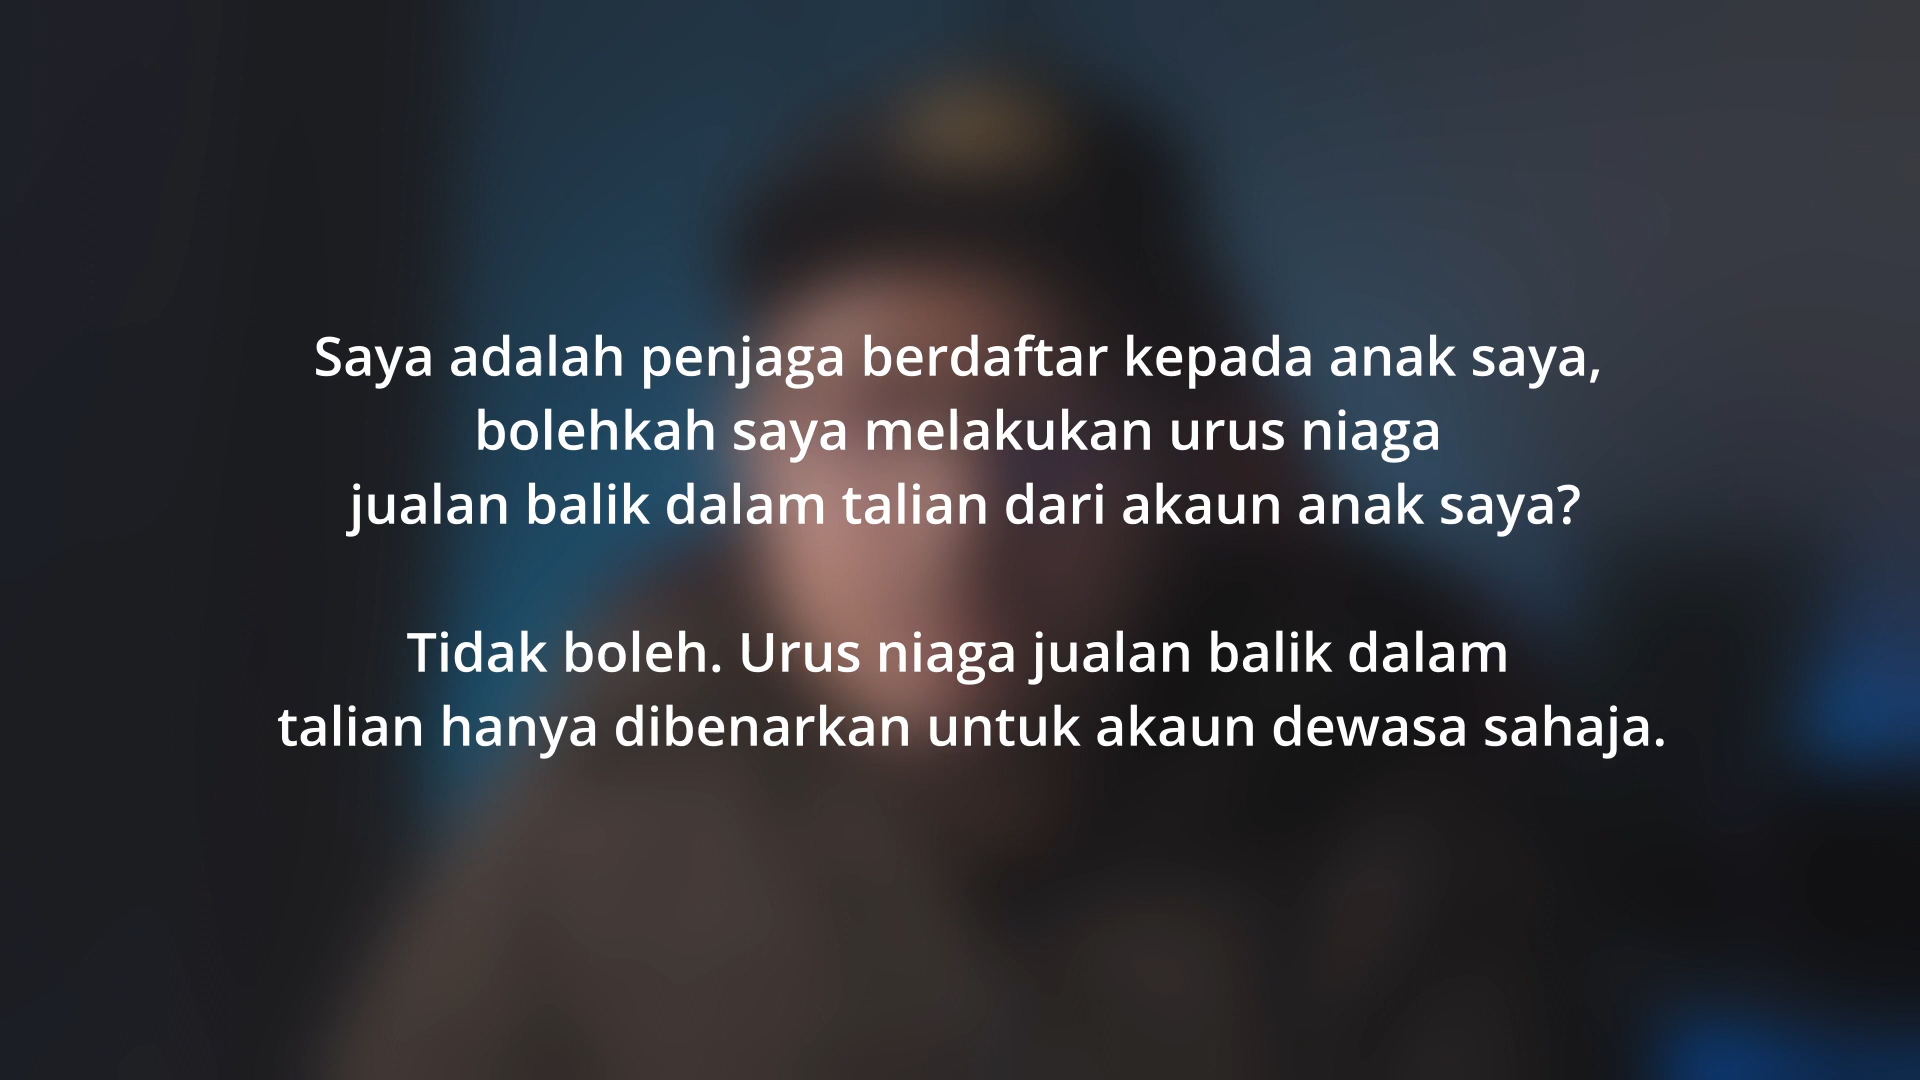 Saya adalah penjaga berdaftar kepada anak saya,
bolehkah saya melakukan urus niaga
jualan balik dalam talian dari akaun anak saya?
Tidak boleh. Urus niaga jualan balik dalam
talian hanya dibenarkan untuk akaun dewasa sahaja.